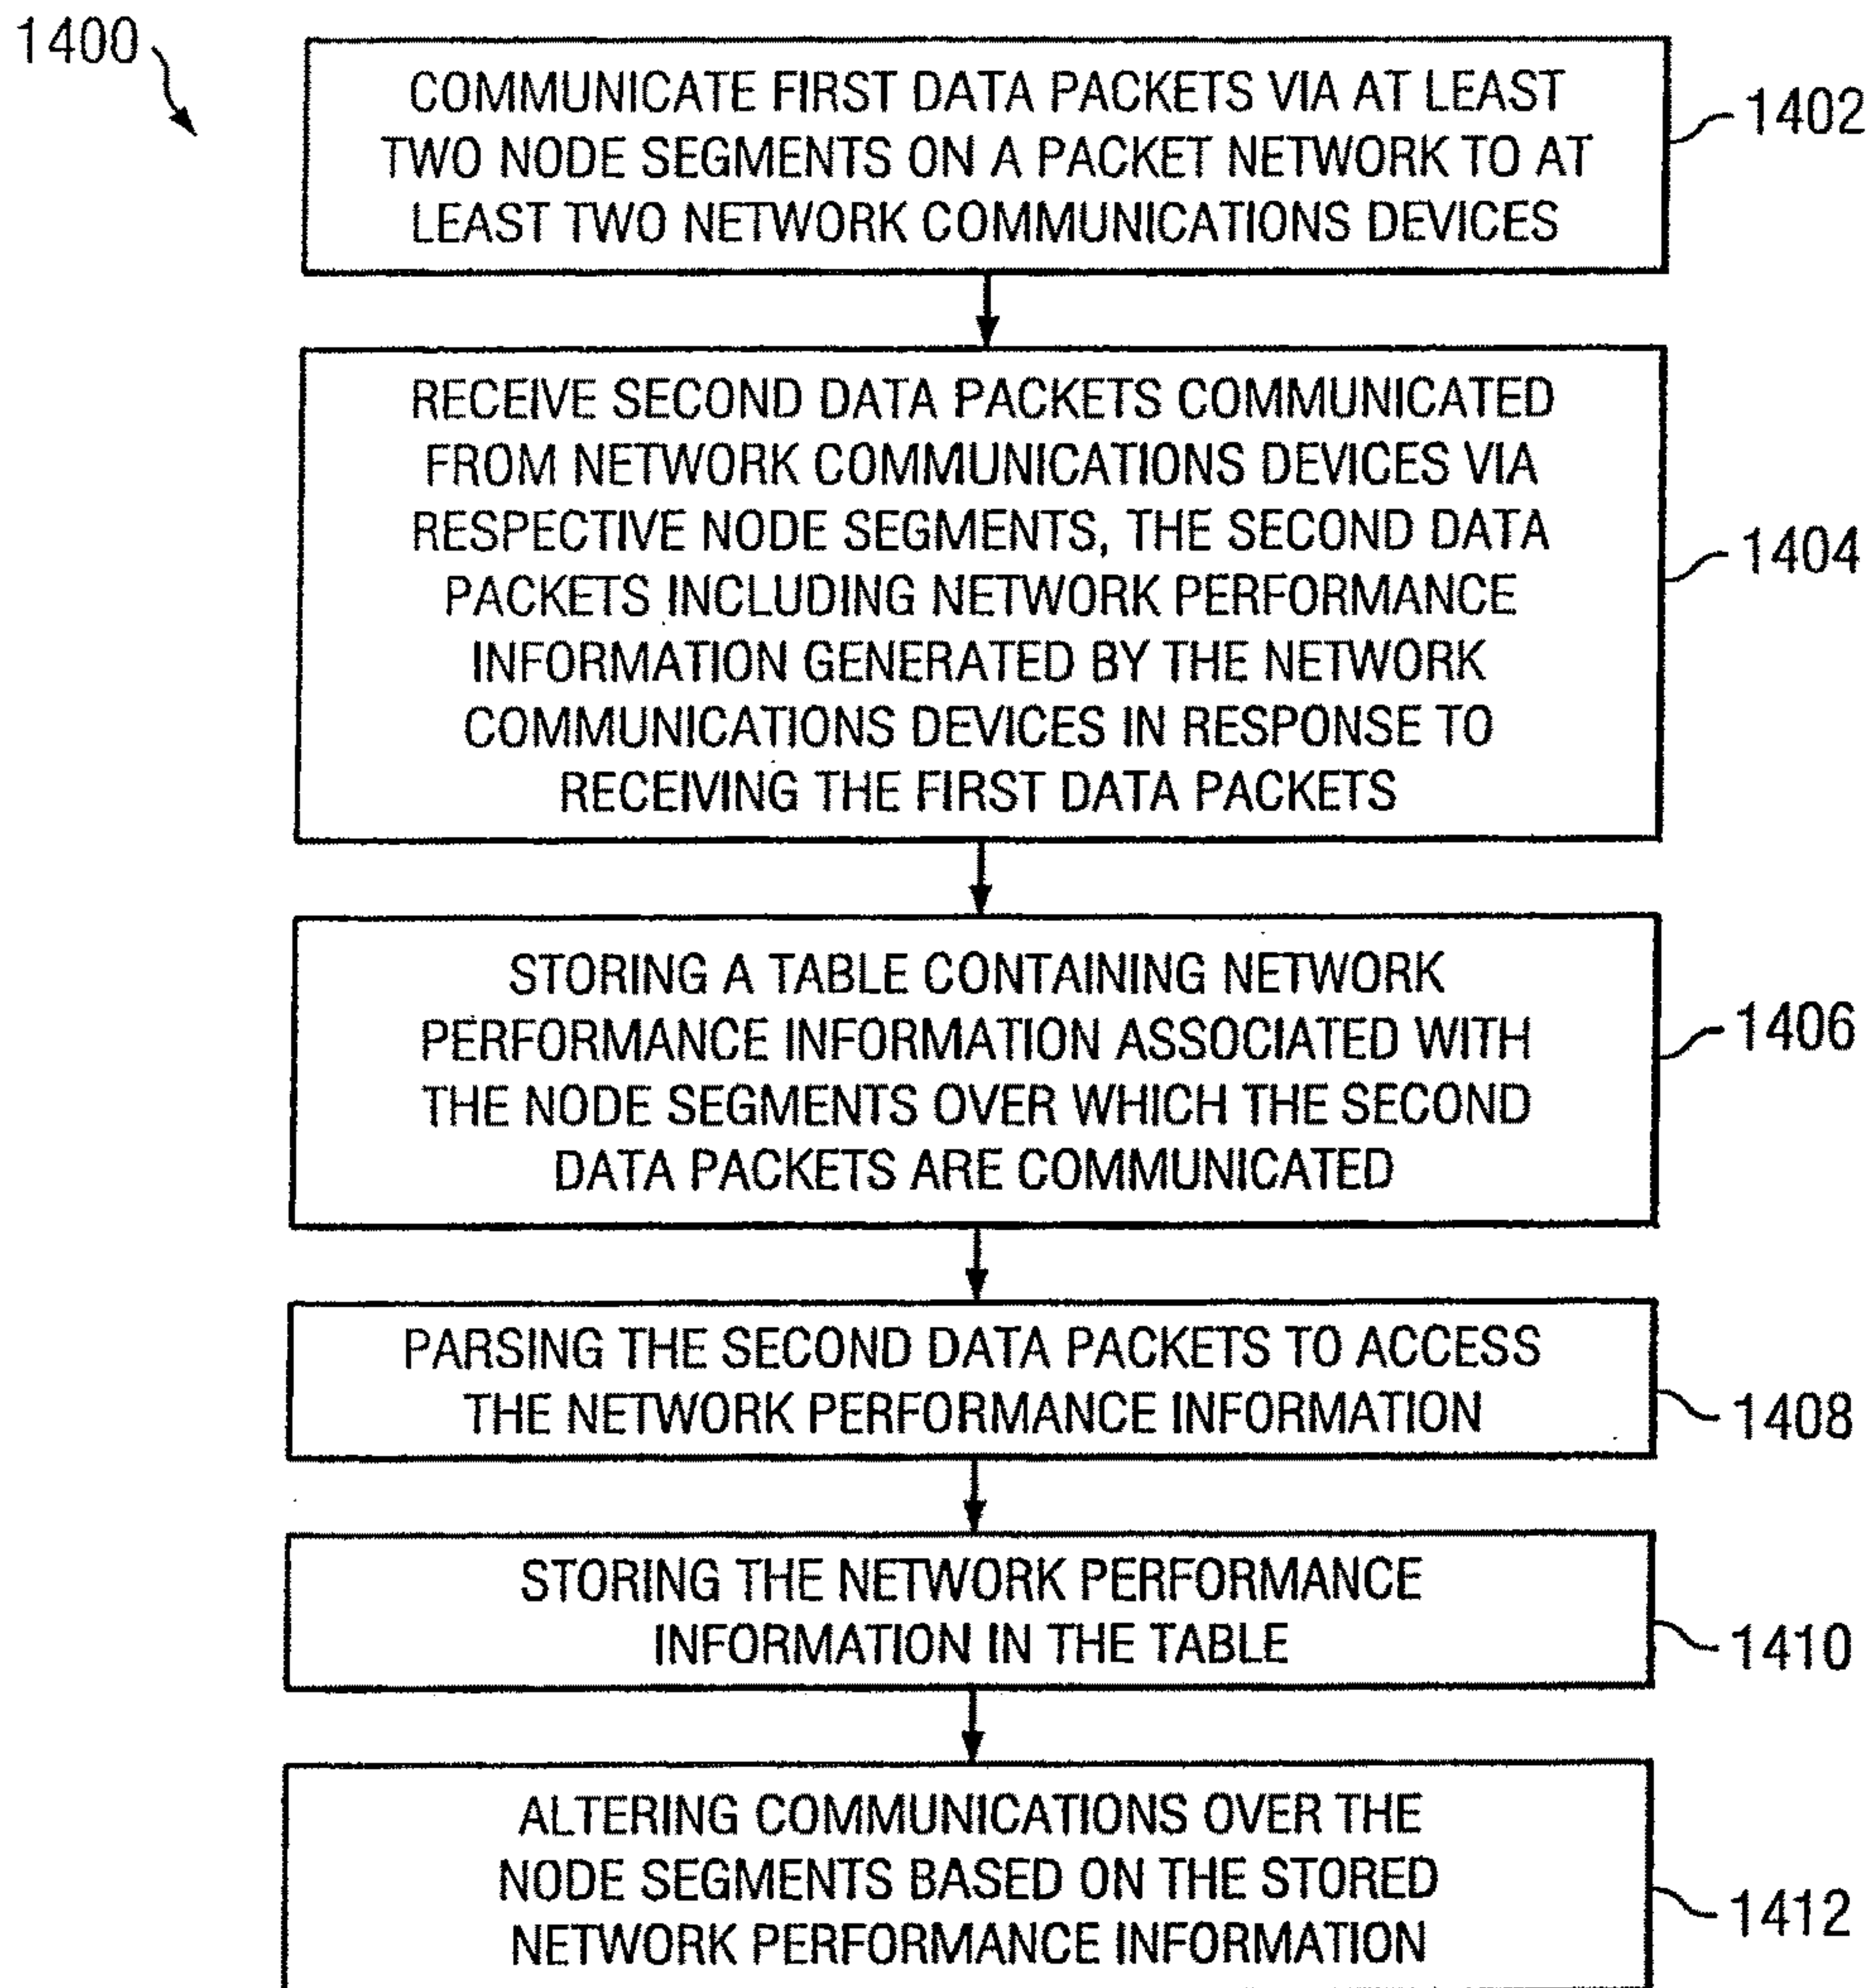 1400
COMMUNICATE FIRST DATA PACKETS VIA AT LEAST
TWO NODE SEGMENTS ON A PACKET NETWORK TO AT
LEAST TWO NETWORK COMMUNICATIONS DEVICES
1402
RECEIVE SECOND DATA PACKETS COMMUNICATED
FROM NETWORK COMMUNICATIONS DEVICES VIA
RESPECTIVE NODE SEGMENTS, THE SECOND DATA
PACKETS INCLUDING NETWORK PERFORMANCE
INFORMATION GENERATED BY THE NETWORK
COMMUNICATIONS DEVICES IN RESPONSE TO
RECEIVING THE FIRST DATA PACKETS
1404
STORING A TABLE CONTAINING NETWORK
PERFORMANCE INFORMATION ASSOCIATED WITH
THE NODE SEGMENTS OVER WHICH THE SECOND
DATA PACKETS ARE COMMUNICATED
1406
PARSING THE SECOND DATA PACKETS TO ACCESS
THE NETWORK PERFORMANCE INFORMATION
1408
STORING THE NETWORK PERFORMANCE
INFORMATION IN THE TABLE
1410
ALTERING COMMUNICATIONS OVER THE
NODE SEGMENTS BASED ON THE STORED
NETWORK PERFORMANCE INFORMATION
1412